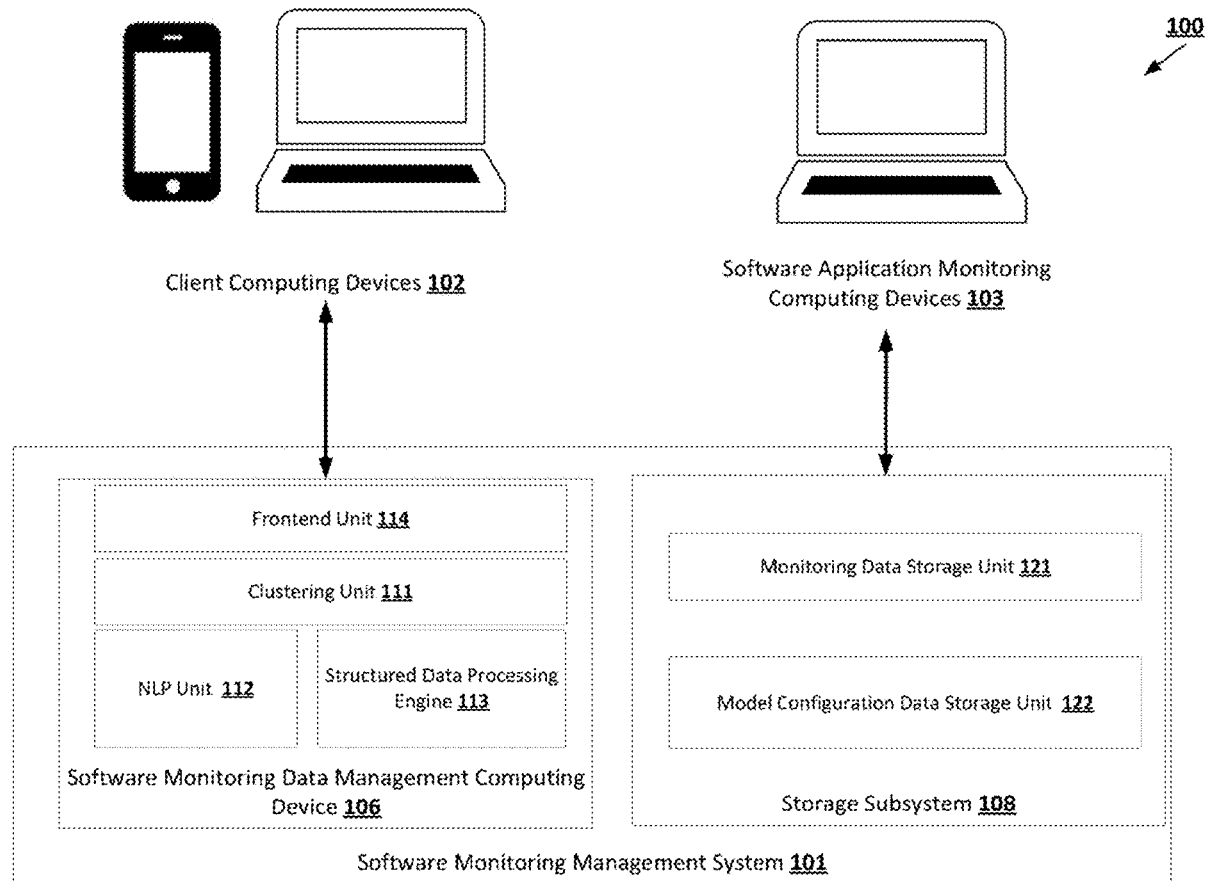 100
Client Computing Devices 102
Software Application Monitoring
Computing Devices 103
Frontend Unit 114
Clustering Unit 111
NLP Unit 112
Structured Data Processing
Engine 113
Software Monitoring Data Management Computing
Device 106
Monitoring Data Storage Unit 121
Model Configuration Data Storage Unit 122
Storage Subsystem 108
Software Monitoring Management System 101